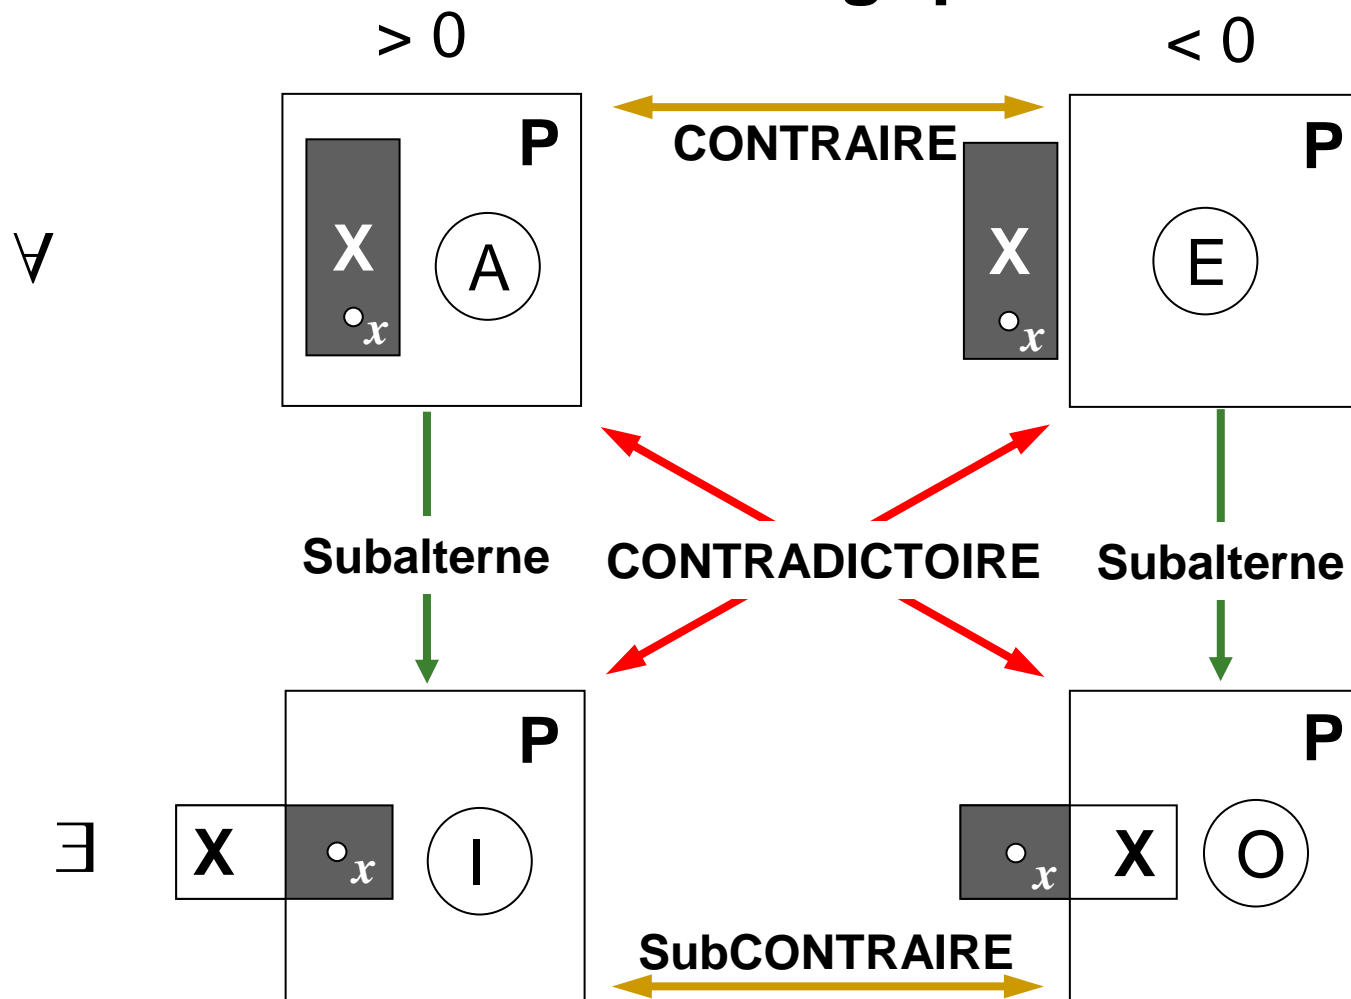 > 0
< 0
P
CONTRAIRE
P
∀
X
A
X
E
x
x
Subalterne
CONTRADICTOIRE
Subalterne
P
P
∃
X
x
I
x
X
O
SubCONTRAIRE